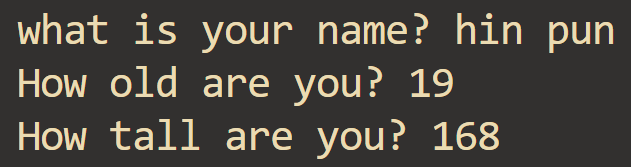 what is your name? hin pun
How old are you? 19
How tall are you? 168